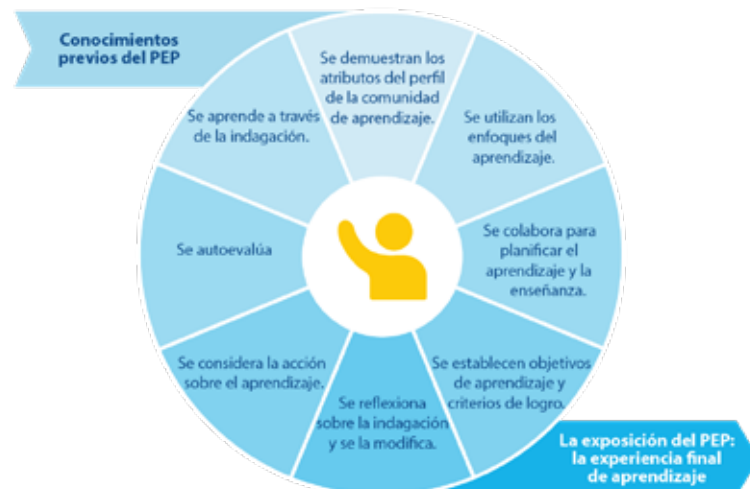 Conocimientos
previos del PEP
Se demuestran los
atributos del perfil
de la comunidad
de aprendizaje.
Se utilizan los
enfoques del
aprendizaje.
Se colabora para
planificar el
aprendizaje y la
enseñanza.
Se establecen objetivos
de aprendizaje y
criterios de logro.
Se reflexiona
sobre la indagación
y se la modifica.
Se considera la acción
sobre el aprendizaje.
Se autoevalúa
Se aprende a través
de la indagación.
La exposición del PEP:
la experiencia final
de aprendizaje